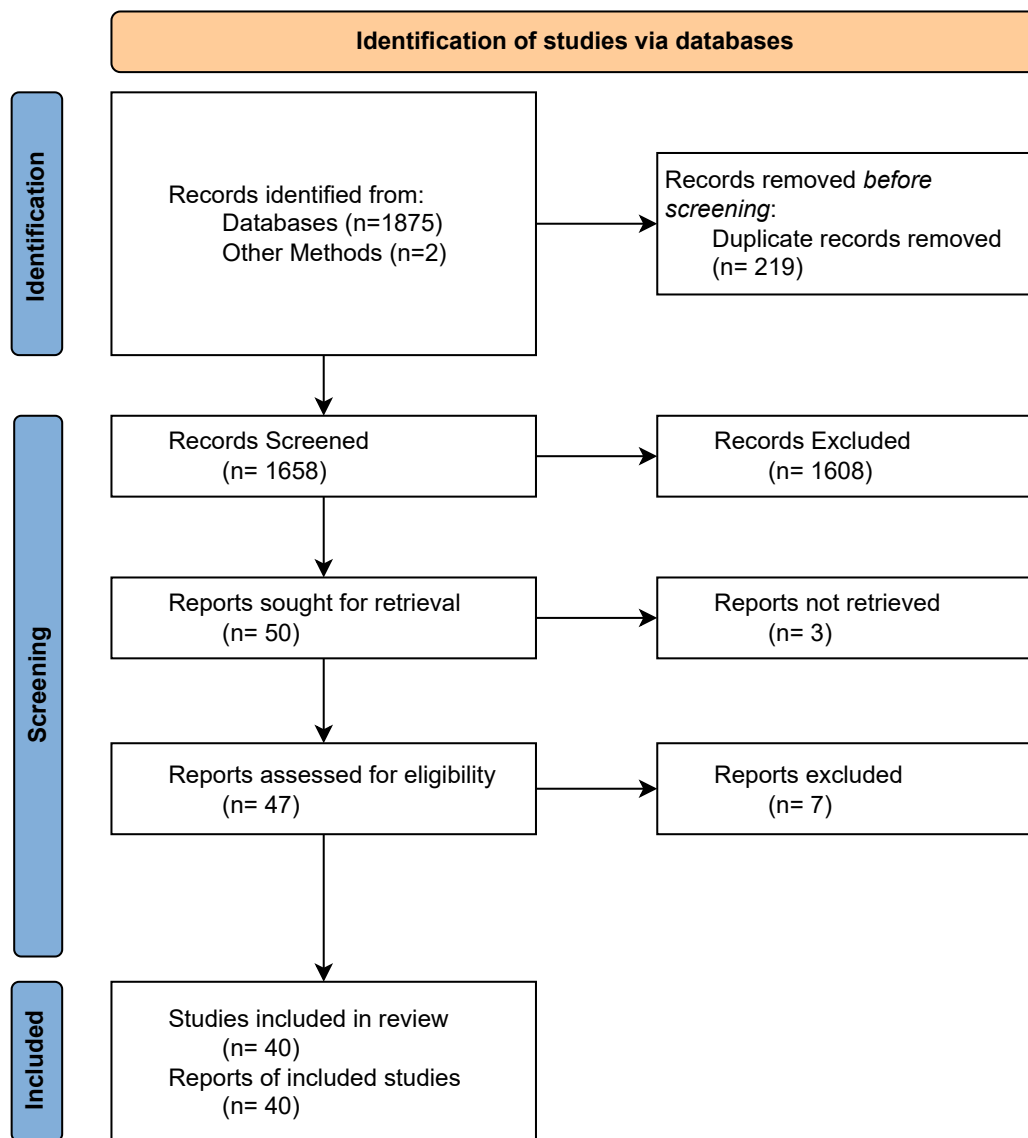 Identification of studies via databases
Identification
Records identified from:
Databases (n=1875)
Other Methods (n=2)
Records removed before
screening:
Duplicate records removed
(n= 219)
Screening
Records Screened
(n= 1658)
Records Excluded
(n= 1608)
Reports sought for retrieval
(n= 50)
Reports not retrieved
(n= 3)
Reports assessed for eligibility
(n= 47)
Reports excluded
(n= 7)
Included
Studies included in review
(n= 40)
Reports of included studies
(n= 40)